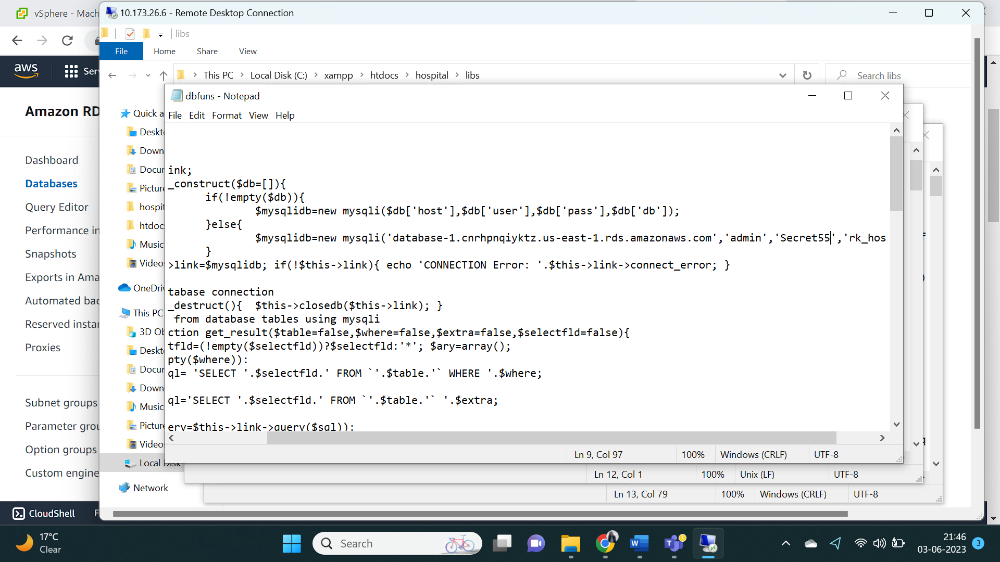 vSphere - Mach
10.173.26.6 - Remote Desktop Connection
libs
File Home Share View
aws
This PC > Local Disk (C:) > xampp > htdocs > hospital > libs
Search libs
dbfuns - Notepad
File Edit Format View Help
Amazon RD
Dashboard
Databases
Query Editor
Performance in
Snapshots
Exports in Ama
Automated bac
Reserved instan
Proxies
Subnet groups
Parameter grou
Option groups
Custom engine
CloudShell F
Quick a
Deskt
Down
Docur
Picture
hospit
htdoc
Music
Video
OneDriv
This PC
3D Ob
Deskt
Docur
Down
Music
Picture
Video
Local Disk
Network
ink;
_construct($db=[]){
if(!empty($db)){
$mysqlidb=new mysqli($db['host'],$db['user'],$db['pass'],$db['db']);
}else{
$mysqlidb=new mysqli('database-1.cnrhpnqiyktz.us-east-1.rds.amazonaws.com','admin','Secret55','rk_hos
}
>link=$mysqlidb; if(!$this->link){ echo 'CONNECTION Error: '.$this->link->connect_error; }
tabase connection
_destruct(){ $this->closedb($this->link); }
from database tables using mysqli
ction get_result($table=false,$where=false,$extra=false,$selectfld=false){
tfld=(!empty($selectfld))?$selectfld:'*'; $ary=array();
pty($where)):
ql= 'SELECT '.$selectfld.' FROM `'.$table.'` WHERE '.$where;
ql='SELECT '.$selectfld.' FROM `'.$table.'` '.$extra;
ery=$this->link->query($sql)):
Ln 9, Col 97 100% Windows (CRLF) UTF-8
Ln 12, Col 1 100% Unix (LF) UTF-8
Ln 13, Col 79 100% Windows (CRLF) UTF-8
17°C
Clear
Search
21:46
03-06-2023
3